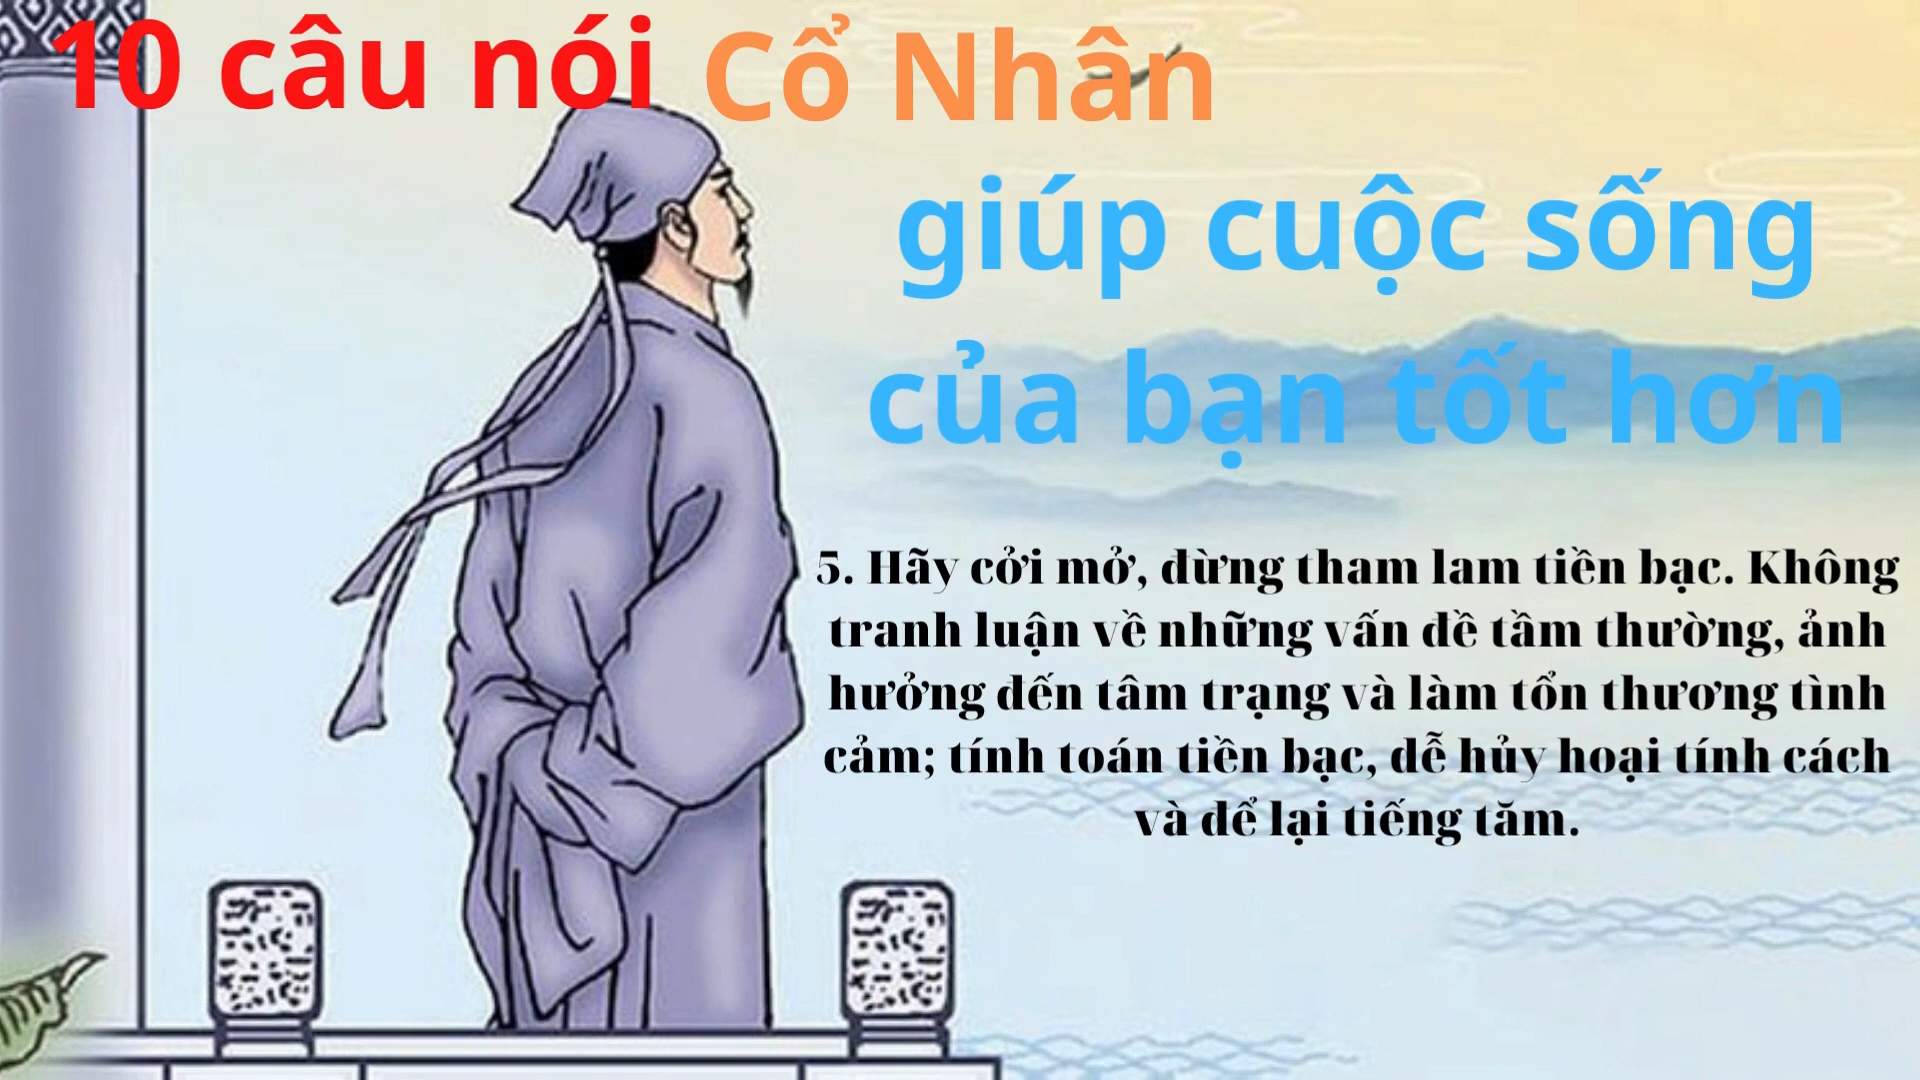 10 câu nói Cổ Nhân
giúp cuộc sống
của bạn tốt hơn
5. Hãy cởi mở, đừng tham lam tiền bạc. Không
tranh luận về những vấn đề tầm thường, ảnh
hưởng đến tâm trạng và làm tổn thương tình
cảm; tính toán tiền bạc, dễ hủy hoại tính cách
và để lại tiếng tăm.